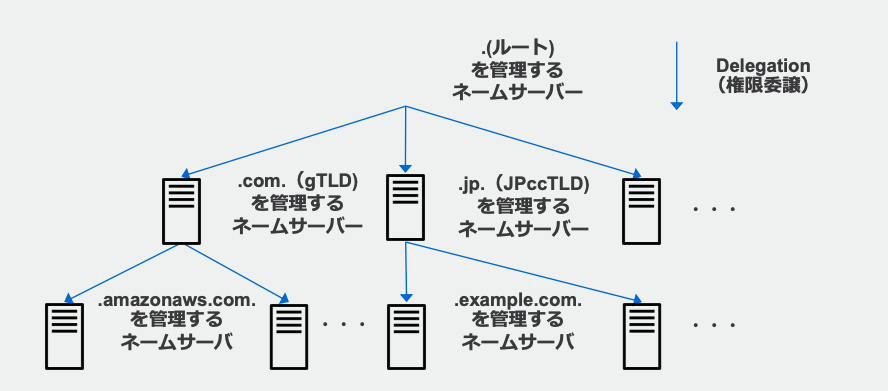 .(ルート)
を管理する
ネームサーバー
Delegation
（権限委譲）
.com.（gTLD)
を管理する
ネームサーバー
.jp.（JPccTLD)
を管理する
ネームサーバー
・・・
.amazonaws.com.
を管理する
ネームサーバ
・・・
.example.com.
を管理する
ネームサーバ
・・・